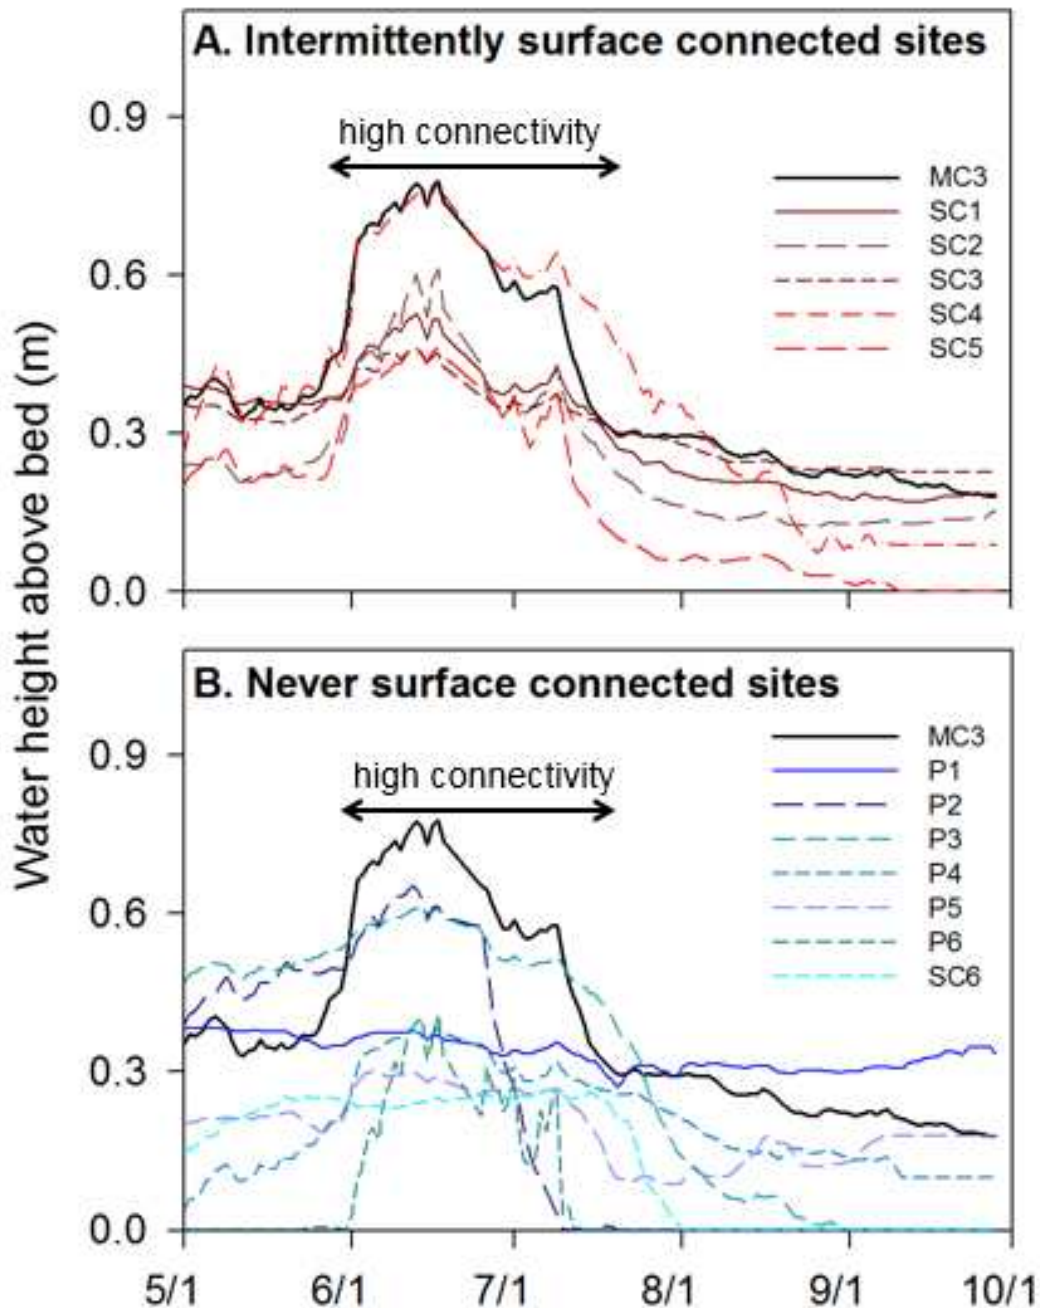 A. Intermittently surface connected sites
0.9
high connectivity
MC3
SC1
SC2
0.6
SC3
SC4
SC5
0.3
0.0
Water height above bed (m)
B. Never surface connected sites
MC3
0.9
high connectivity
P1
P2
P3
P4
0.6
P5
P6
SC6
0.3
0.0
5/1 6/1 7/1 8/1 9/1 10/1